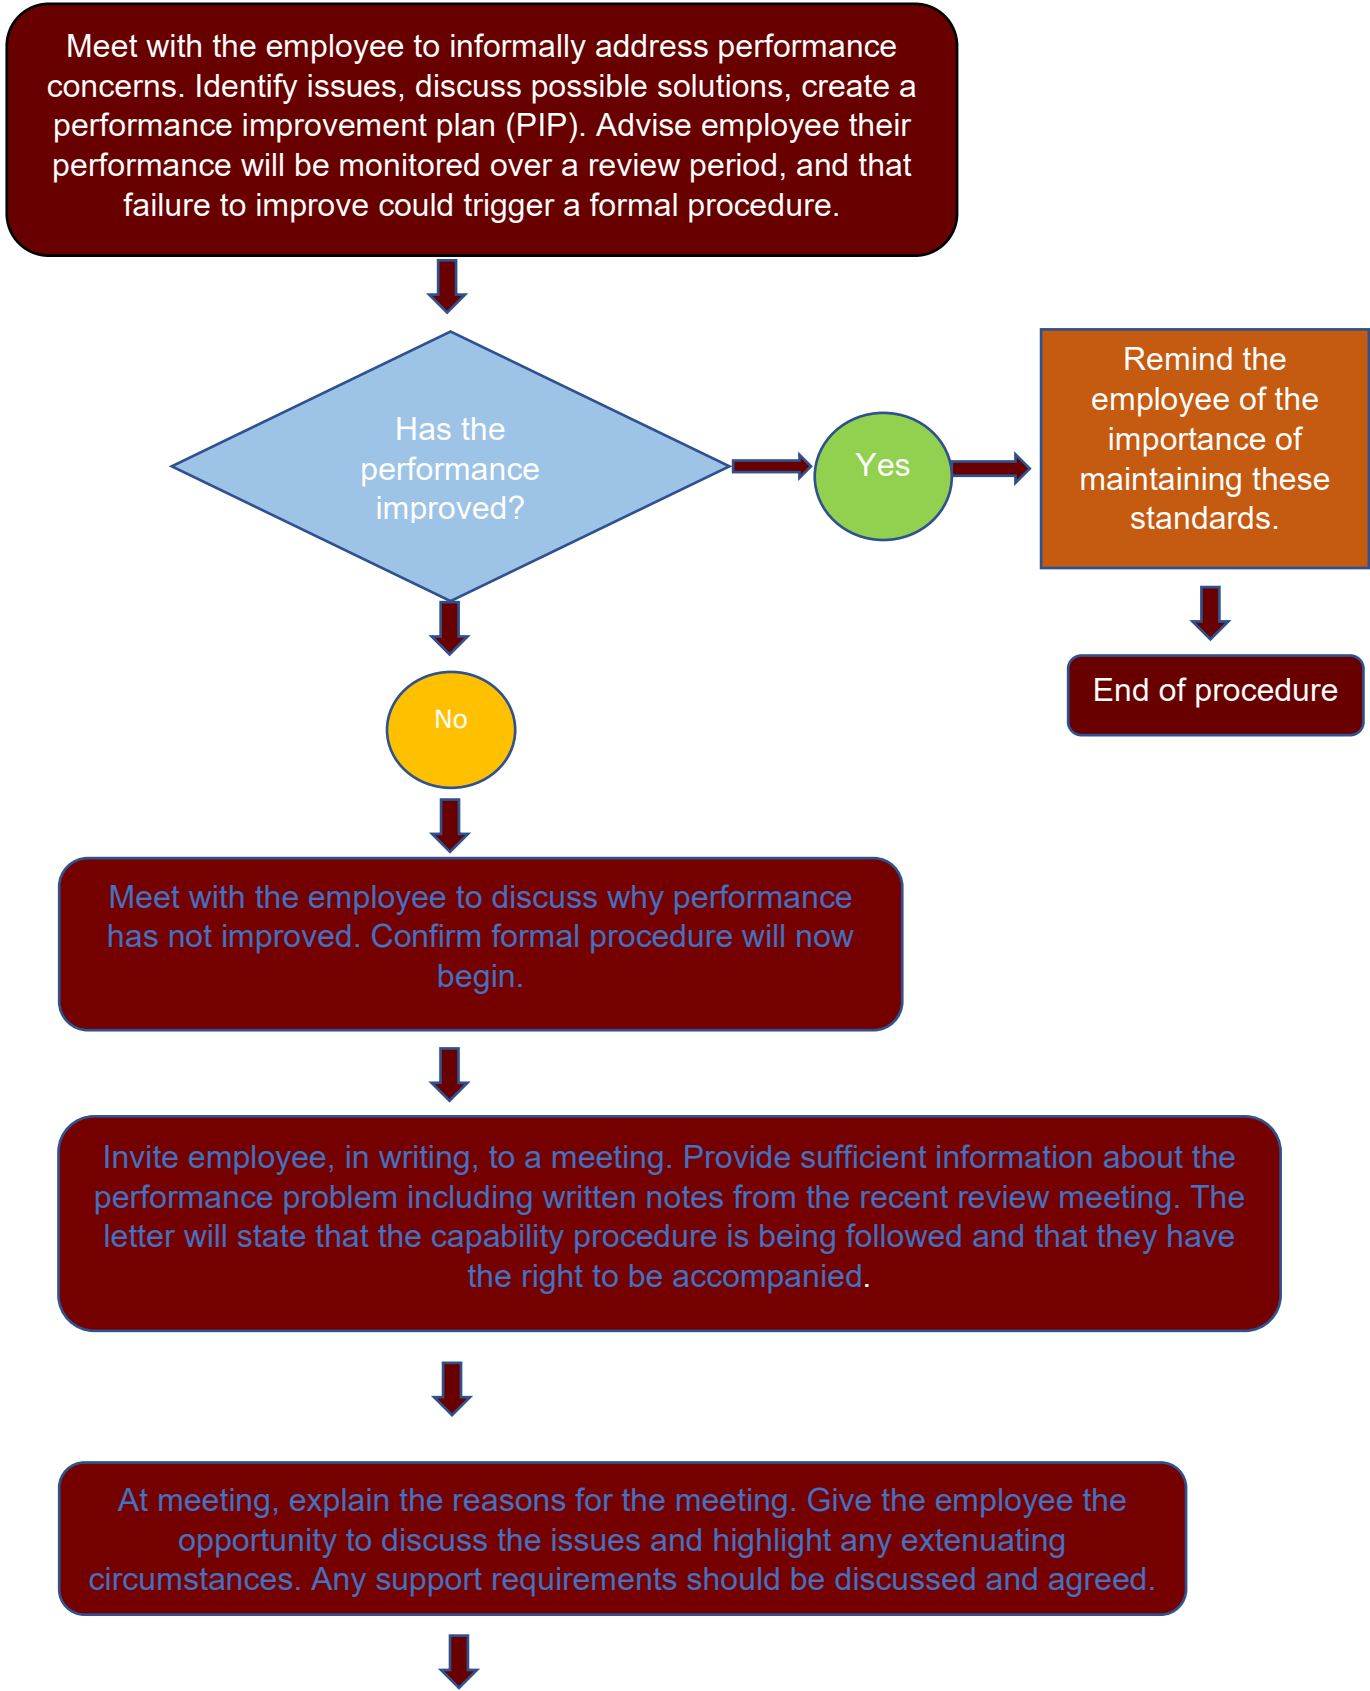 Meet with the employee to informally address performance
concerns. Identify issues, discuss possible solutions, create a
performance improvement plan (PIP). Advise employee their
performance will be monitored over a review period, and that
failure to improve could trigger a formal procedure.
Has the
performance
improved?
Yes
Remind the
employee of the
importance of
maintaining these
standards.
End of procedure
No
Meet with the employee to discuss why performance
has not improved. Confirm formal procedure will now
begin.
Invite employee, in writing, to a meeting. Provide sufficient information about the
performance problem including written notes from the recent review meeting. The
letter will state that the capability procedure is being followed and that they have
the right to be accompanied.
At meeting, explain the reasons for the meeting. Give the employee the
opportunity to discuss the issues and highlight any extenuating
circumstances. Any support requirements should be discussed and agreed.